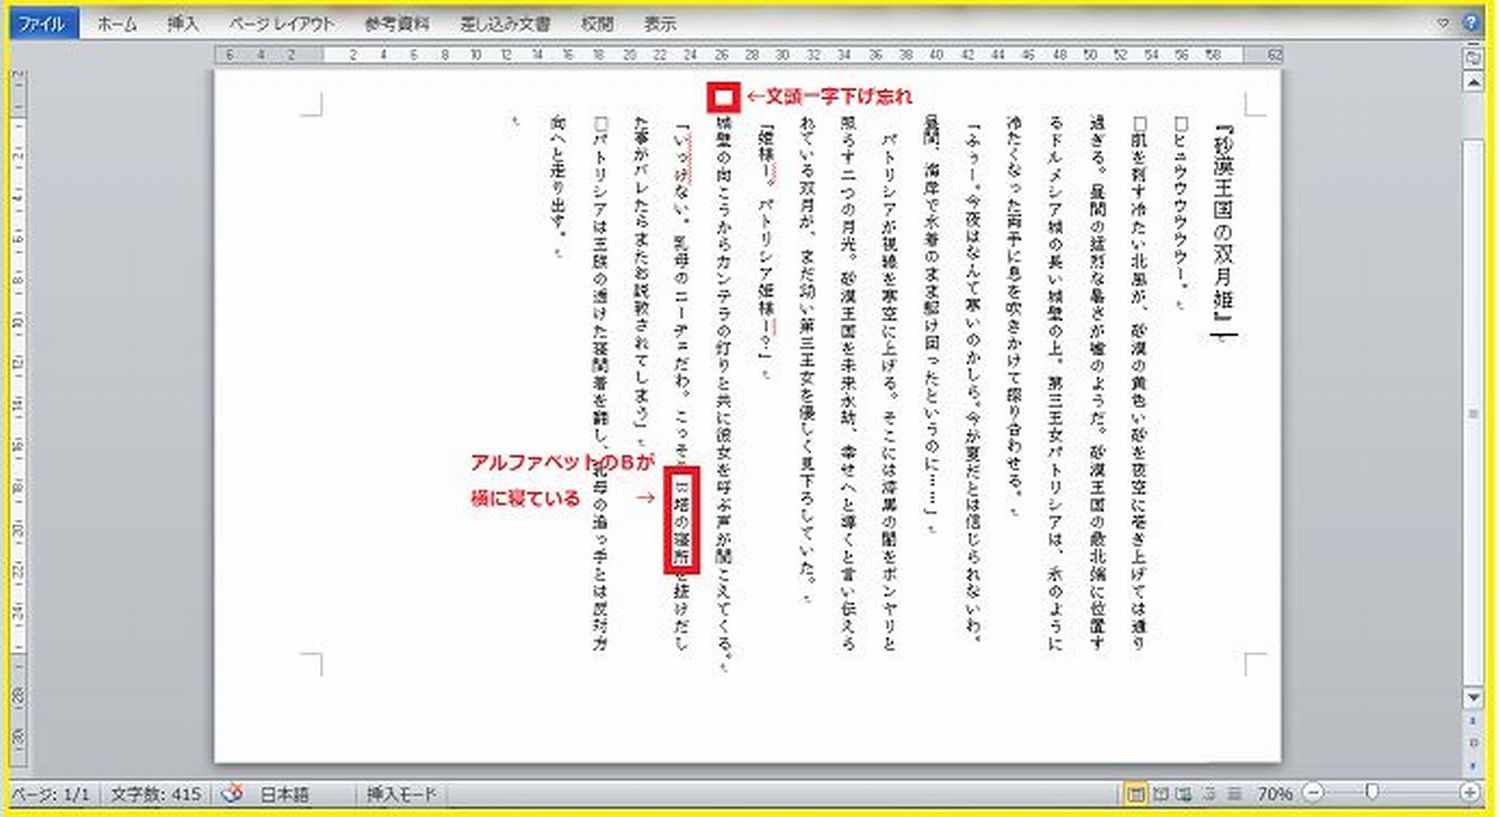 ファイル ホーム 挿入 ページ レイアウト 参考資料 差し込み文書 校閲 表示
6 4 2 2 4 6 8 10 12 14 16 18 20 22 24 26 28 30 32 34 36 38 40 42 44 46 48 50 52 54 56 58 62
←文頭一字下げ忘れ
『砂漠王国の双月姫』
□ヒュウウウウウウー。
□肌を刺す冷たい北風が、砂漠の黄色い砂を夜空に巻き上げては通り
過ぎる。昼間の猛烈な暑さが嘘のようだ。砂漠王国の最北端に位置す
るドルメシア城の長い城壁の上。第三王女パトリシアは、氷のように
冷たくなった両手に息を吹きかけて擦り合わせる。
「ふぅー。今夜はなんて寒いのかしら。今が夏だとは信じられないわ。
昼間、海岸で水着のまま駆け回ったというのに……」
パトリシアが視線を寒空に上げる。そこには漆黒の闇をボンヤリと
照らす二つの月光。砂漠王国を未来永劫、幸せへと導くと言い伝えら
れている双月が、まだ幼い第三王女を優しく見下ろしていた。
「姫様ー。パトリシア姫様ー?」
城壁の向こうからカンテラの灯りと共に彼女を呼ぶ声が聞こえてくる。
「いっけない。乳母のニーチェだわ。こっそ B塔の寝所 と抜けだし
た事がバレたらまたお説教されてしまう」
□パトリシアは王族の透けた寝間着を翻し、乳母の追っ手とは反対方
向へと走り出す。
アルファベットのBが
横に寝ている →
ページ: 1/1 文字数: 415 日本語 挿入モード 70%